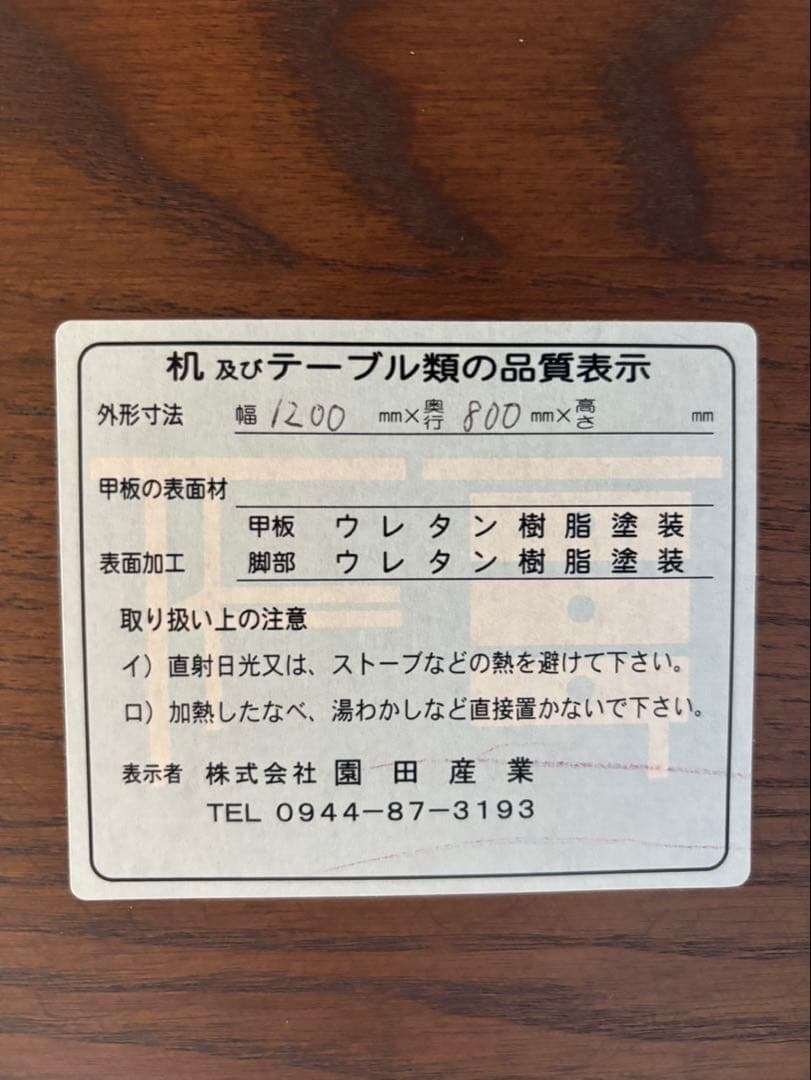 机及びテーブル類の品質表示
外形寸法 幅 1200 mm×奥行 800 mm×高さ mm
甲板の表面材
甲板 ウレタン樹脂塗装
表面加工 脚部 ウレタン樹脂塗装
取り扱い上の注意
イ）直射日光又は、ストーブなどの熱を避けて下さい。
ロ）加熱したなべ、湯わかしなど直接置かないで下さい。
表示者 株式会社 園田産業
TEL 0944−87−3193